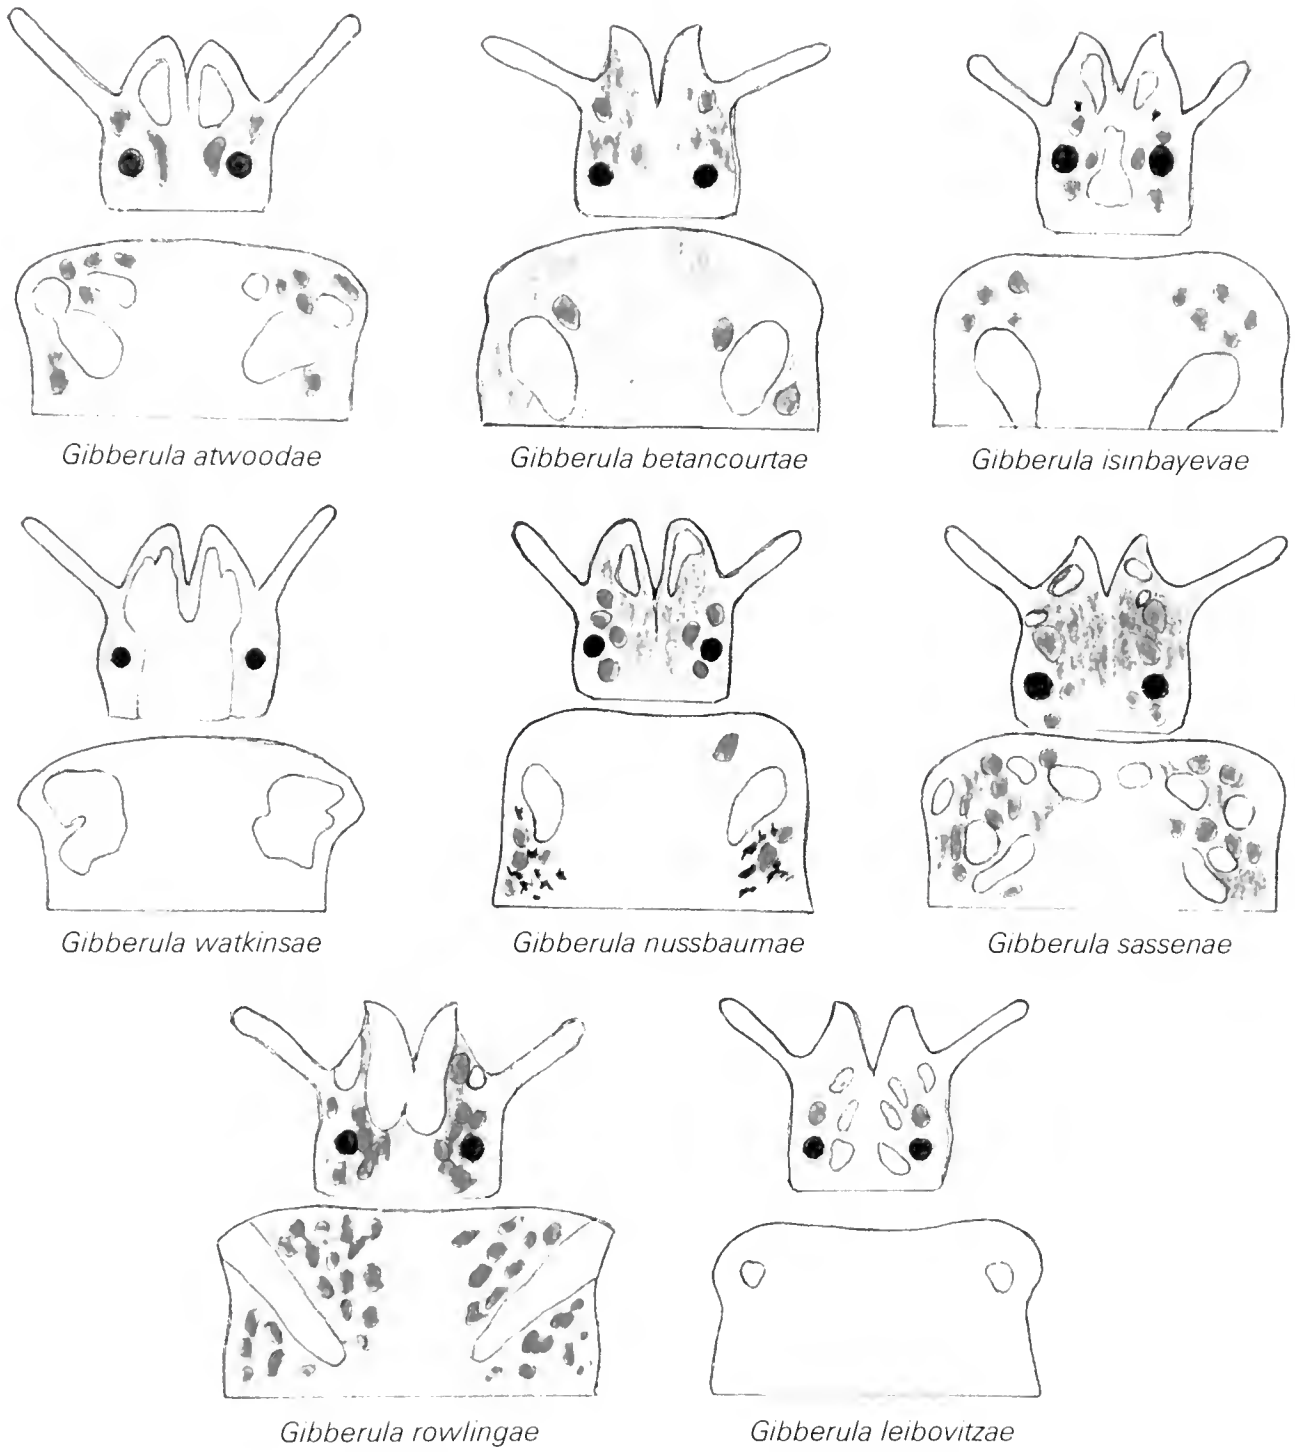 Gibberula atwoodae
Gibberula betancourtae
Gibberula isinbayevae
Gibberula watkinsae
Gibberula nussbaumae
Gibberula sassenae
Gibberula rowlingae
Gibberula leibovitzae